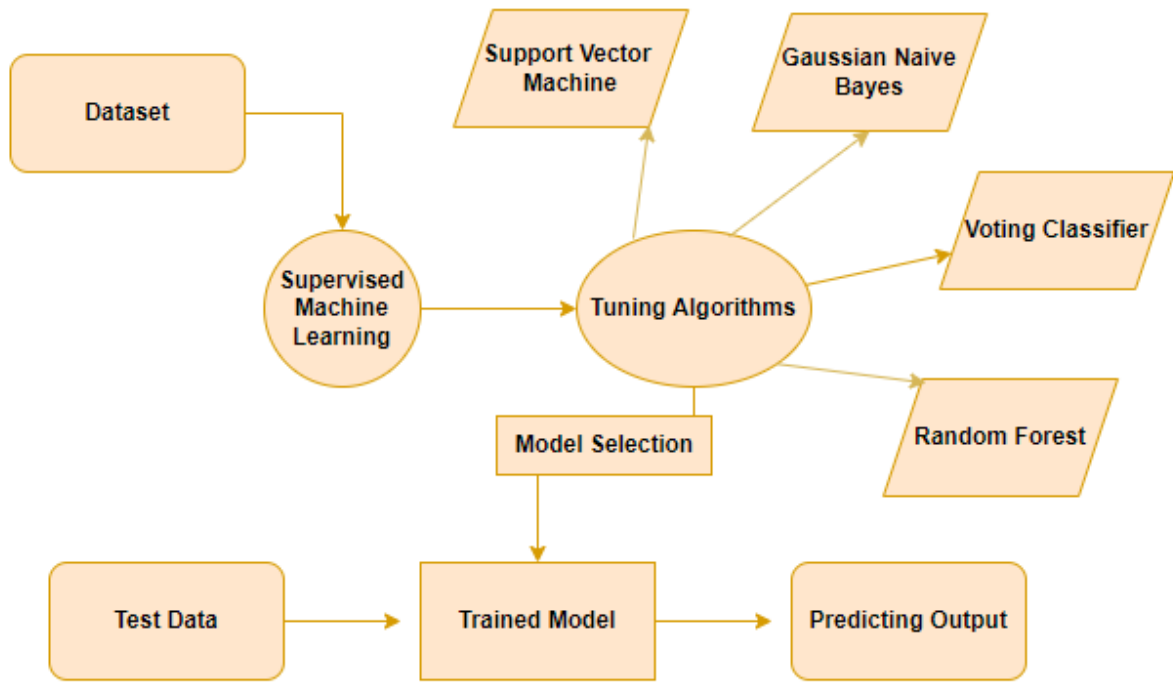 Dataset
Support Vector
Machine
Gaussian Naive
Bayes
Voting Classifier
Supervised
Machine
Learning
Tuning Algorithms
Random Forest
Model Selection
Test Data
Trained Model
Predicting Output